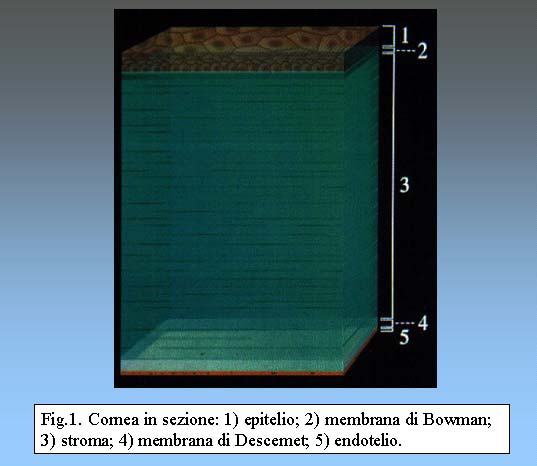 1
2
3
4
5
Fig.1. Cornea in sezione: 1) epitelio; 2) membrana di Bowman;
3) stroma; 4) membrana di Descemet; 5) endotelio.